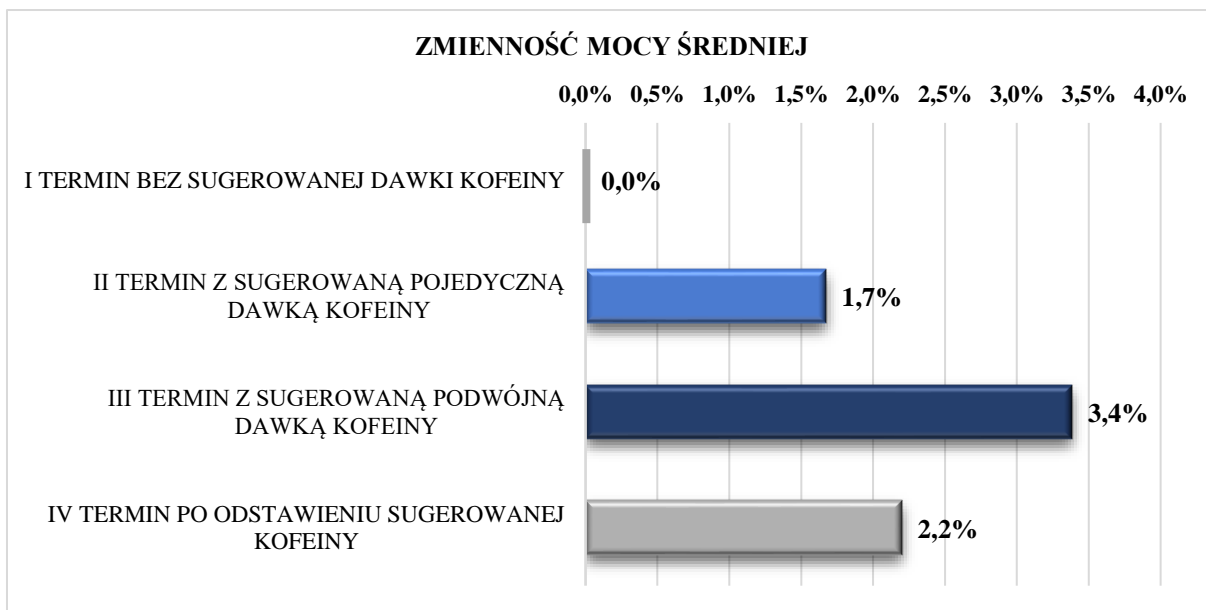 ZMIENNOŚĆ MOCY ŚREDNIEJ
0,0% 0,5% 1,0% 1,5% 2,0% 2,5% 3,0% 3,5% 4,0%
I TERMIN BEZ SUGEROWANEJ DAWKI KOFEINY
0,0%
II TERMIN Z SUGEROWANĄ POJEDYCZNĄ
DAWKĄ KOFEINY
1,7%
III TERMIN Z SUGEROWANĄ PODWÓJNĄ
DAWKĄ KOFEINY
3,4%
IV TERMIN PO ODSTAWIENIU SUGEROWANEJ
KOFEINY
2,2%